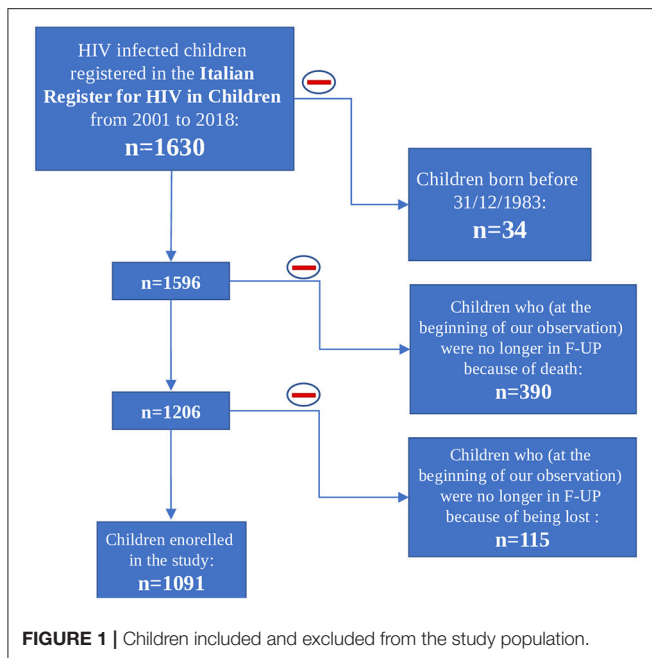 HIV infected children
registered in the Italian
Register for HIV in Children
from 2001 to 2018:
n=1630
Children born before
31/12/1983:
n=34
n=1596
Children who (at the
beginning of our observation)
were no longer in F-UP
because of death:
n=390
n=1206
Children who (at the
beginning of our observation)
were no longer in F-UP
because of being lost :
n=115
Children enorelled
in the study:
n=1091
FIGURE 1 | Children included and excluded from the study population.